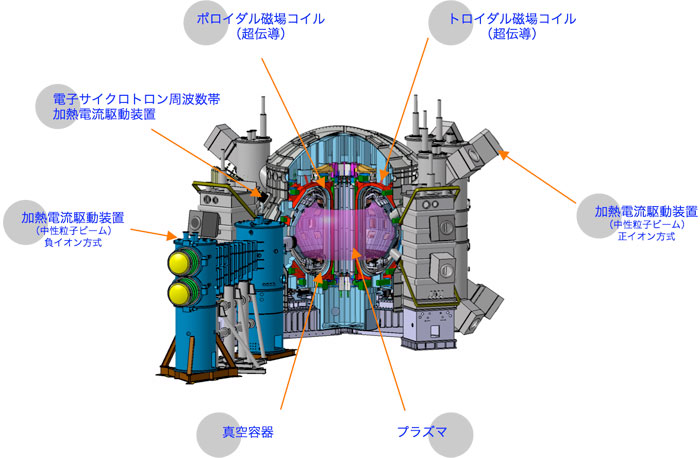 ポロイダル磁場コイル
（超伝導）
トロイダル磁場コイル
（超伝導）
電子サイクロトロン周波数帯
加熱電流駆動装置
加熱電流駆動装置
（中性粒子ビーム）
負イオン方式
加熱電流駆動装置
（中性粒子ビーム）
正イオン方式
真空容器
プラズマ